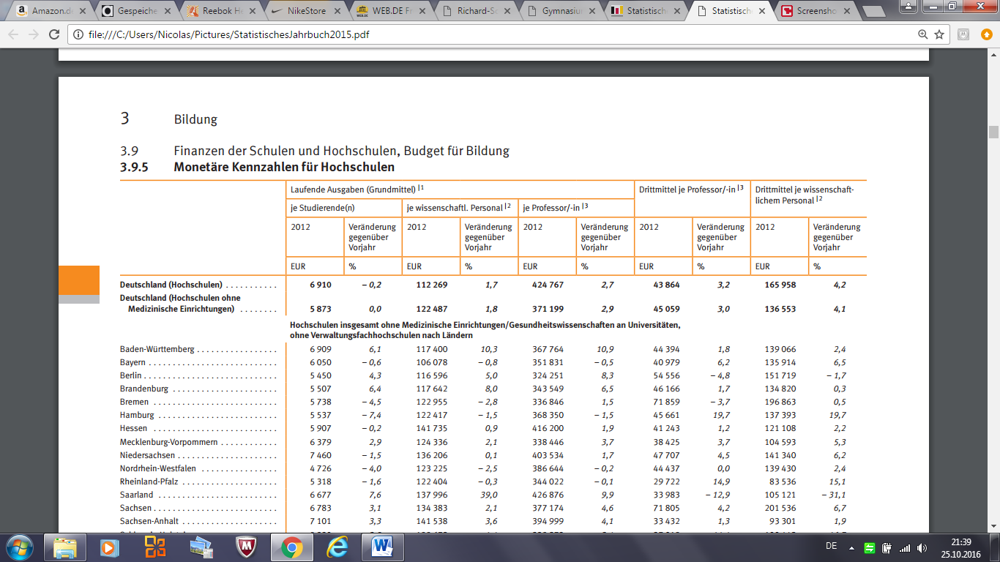 Amazon.d
Gespeiche
Reebok He
NikeStore
WEB.DE Fr
Richard-So
Gymnasiu
Statistisch
Statistisch
Screensho
file:///C:/Users/Nicolas/Pictures/StatistischesJahrbuch2015.pdf
3 Bildung
3.9 Finanzen der Schulen und Hochschulen, Budget für Bildung
3.9.5 Monetäre Kennzahlen für Hochschulen
Laufende Ausgaben (Grundmittel) |1 Drittmittel je Professor/-in |3 Drittmittel je wissenschaft-
lichem Personal |2
je Studierende(n) je wissenschaftl. Personal |2 je Professor/-in |3
2012 Veränderung 2012 Veränderung 2012 Veränderung 2012 Veränderung 2012 Veränderung
gegenüber gegenüber gegenüber gegenüber gegenüber
Vorjahr Vorjahr Vorjahr Vorjahr Vorjahr
EUR % EUR % EUR % EUR % EUR %
Deutschland (Hochschulen) . . . . . . . . . . . 6 910 – 0,2 112 269 1,7 424 767 2,7 43 864 3,2 165 958 4,2
Deutschland (Hochschulen ohne
Medizinische Einrichtungen) . . . . . . . . 5 873 0,0 122 487 1,8 371 199 2,9 45 059 3,0 136 553 4,1
Hochschulen insgesamt ohne Medizinische Einrichtungen/Gesundheitswissenschaften an Universitäten,
ohne Verwaltungsfachhochschulen nach Ländern
Baden-Württemberg . . . . . . . . . . . . . . . . . 6 909 6,1 117 400 10,3 367 764 10,9 44 394 1,8 139 066 2,4
Bayern . . . . . . . . . . . . . . . . . . . . . . . . . . . 6 050 – 0,6 106 078 – 0,8 351 831 – 0,5 40 979 6,2 135 914 6,5
Berlin . . . . . . . . . . . . . . . . . . . . . . . . . . . . 5 450 4,3 116 596 5,0 324 251 8,3 54 556 – 4,8 151 719 – 1,7
Brandenburg . . . . . . . . . . . . . . . . . . . . . . 5 507 6,4 117 642 8,0 343 549 6,5 46 166 1,7 134 820 0,3
Bremen . . . . . . . . . . . . . . . . . . . . . . . . . . 5 738 – 4,5 122 955 – 2,8 336 846 1,5 71 859 – 3,7 196 863 0,5
Hamburg . . . . . . . . . . . . . . . . . . . . . . . . . 5 537 – 7,4 122 417 – 1,5 368 350 – 1,5 45 661 19,7 137 393 19,7
Hessen . . . . . . . . . . . . . . . . . . . . . . . . . . 5 907 – 0,2 141 735 0,9 416 200 1,9 41 243 1,2 121 108 2,2
Mecklenburg-Vorpommern . . . . . . . . . . . . 6 379 2,9 124 336 2,1 338 446 3,7 38 425 3,7 104 593 5,3
Niedersachsen . . . . . . . . . . . . . . . . . . . . . 7 460 – 1,5 136 206 0,1 403 534 1,7 47 707 4,5 141 340 6,2
Nordrhein-Westfalen . . . . . . . . . . . . . . . . 4 726 – 4,0 123 225 – 2,5 386 644 – 0,2 44 437 0,0 139 430 2,4
Rheinland-Pfalz . . . . . . . . . . . . . . . . . . . . 5 318 – 1,6 122 404 – 0,3 344 022 – 0,1 29 722 14,9 83 536 15,1
Saarland . . . . . . . . . . . . . . . . . . . . . . . . . 6 677 7,6 137 996 39,0 426 876 9,9 33 983 – 12,9 105 121 – 31,1
Sachsen . . . . . . . . . . . . . . . . . . . . . . . . . . 6 783 3,1 134 383 2,1 377 174 4,6 71 805 4,2 201 536 6,7
Sachsen-Anhalt . . . . . . . . . . . . . . . . . . . . 7 101 3,3 141 538 3,6 394 999 4,1 33 432 1,3 93 301 1,9
DE
21:39
25.10.2016